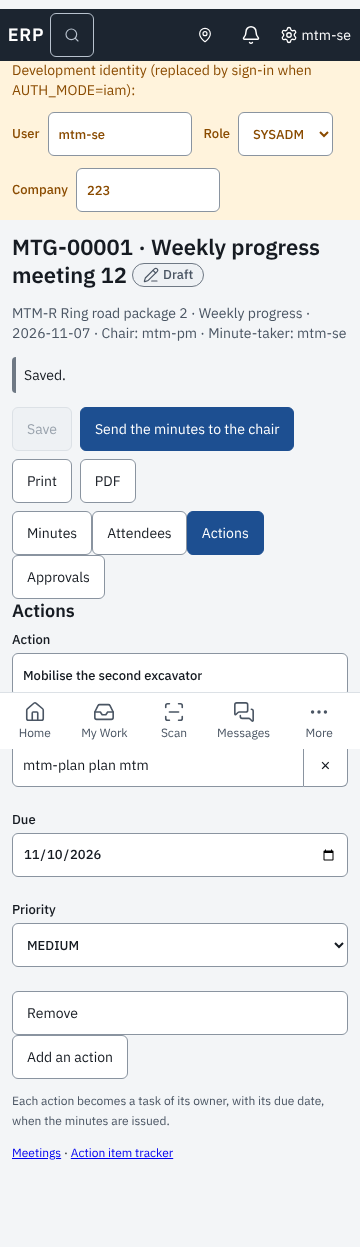 ERP
mtm-se
Development identity (replaced by sign-in when
AUTH_MODE=iam):
User mtm-se Role SYSADM
Company 223
MTG-00001 · Weekly progress
meeting 12 Draft
MTM-R Ring road package 2 · Weekly progress ·
2026-11-07 · Chair: mtm-pm · Minute-taker: mtm-se
Saved.
Save Send the minutes to the chair
Print PDF
Minutes Attendees Actions
Approvals
Actions
Action
Mobilise the second excavator
Home My Work Scan Messages More
mtm-plan plan mtm ×
Due
11/10/2026
Priority
MEDIUM
Remove
Add an action
Each action becomes a task of its owner, with its due date,
when the minutes are issued.
Meetings · Action item tracker